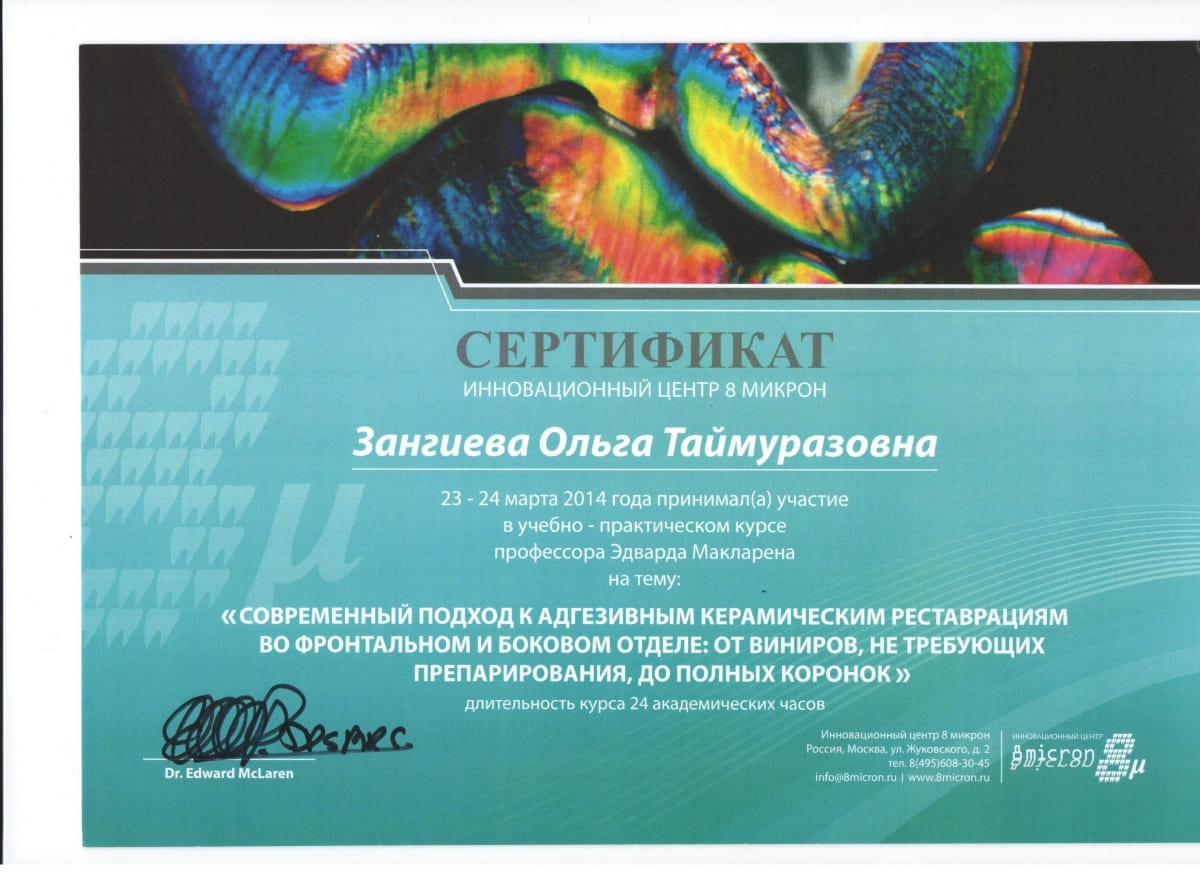 СЕРТИФИКАТ
ИННОВАЦИОННЫЙ ЦЕНТР 8 МИКРОН
Зангиева Ольга Таймуразовна
23 - 24 марта 2014 года принимал(а) участие
в учебно - практическом курсе
профессора Эдварда Макларена
на тему:
«СОВРЕМЕННЫЙ ПОДХОД К АДГЕЗИВНЫМ КЕРАМИЧЕСКИМ РЕСТАВРАЦИЯМ
ВО ФРОНТАЛЬНОМ И БОКОВОМ ОТДЕЛЕ: ОТ ВИНИРОВ, НЕ ТРЕБУЮЩИХ
ПРЕПАРИРОВАНИЯ, ДО ПОЛНЫХ КОРОНОК»
длительность курса 24 академических часов
Dr. Edward McLaren
Инновационный центр 8 микрон
Россия, Москва, ул. Жуковского, д. 2
тел. 8(495)608-30-45
info@8micron.ru | www.8micron.ru
ИННОВАЦИОННЫЙ ЦЕНТР
8micron
8μ